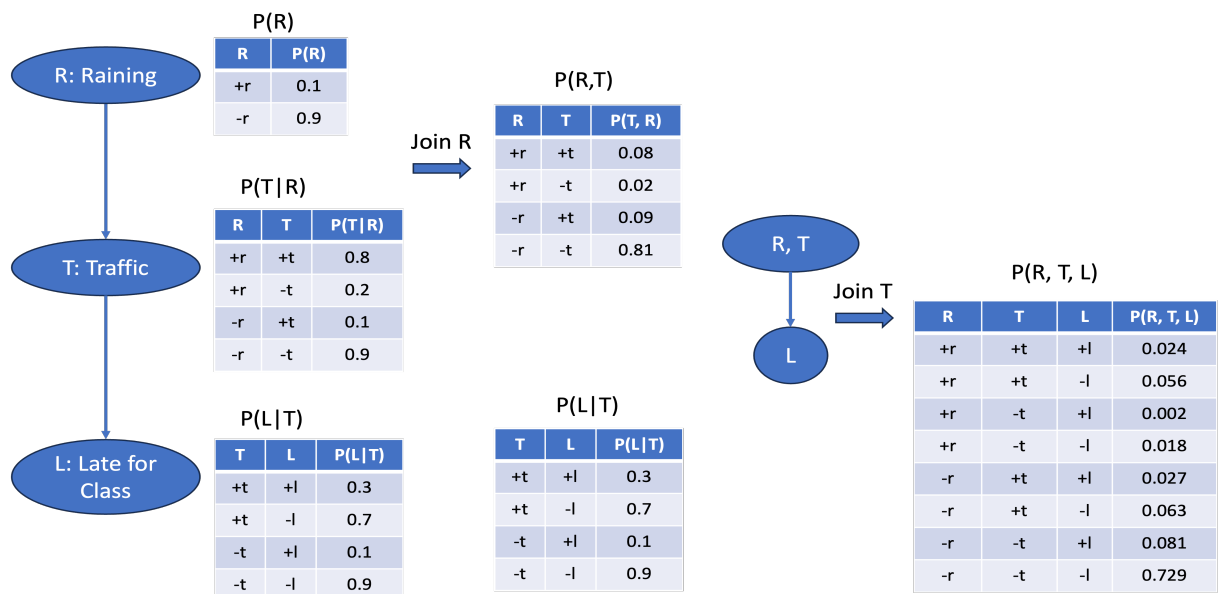 P(R)
R: Raining
R P(R)
+r 0.1
-r 0.9
P(T|R)
T: Traffic
R T P(T|R)
+r +t 0.8
+r -t 0.2
-r +t 0.1
-r -t 0.9
P(L|T)
L: Late for
Class
T L P(L|T)
+t +l 0.3
+t -l 0.7
-t +l 0.1
-t -l 0.9
Join R
P(R,T)
R T P(T, R)
+r +t 0.08
+r -t 0.02
-r +t 0.09
-r -t 0.81
P(L|T)
T L P(L|T)
+t +l 0.3
+t -l 0.7
-t +l 0.1
-t -l 0.9
R, T
L
Join T
P(R, T, L)
R T L P(R, T, L)
+r +t +l 0.024
+r +t -l 0.056
+r -t +l 0.002
+r -t -l 0.018
-r +t +l 0.027
-r +t -l 0.063
-r -t +l 0.081
-r -t -l 0.729